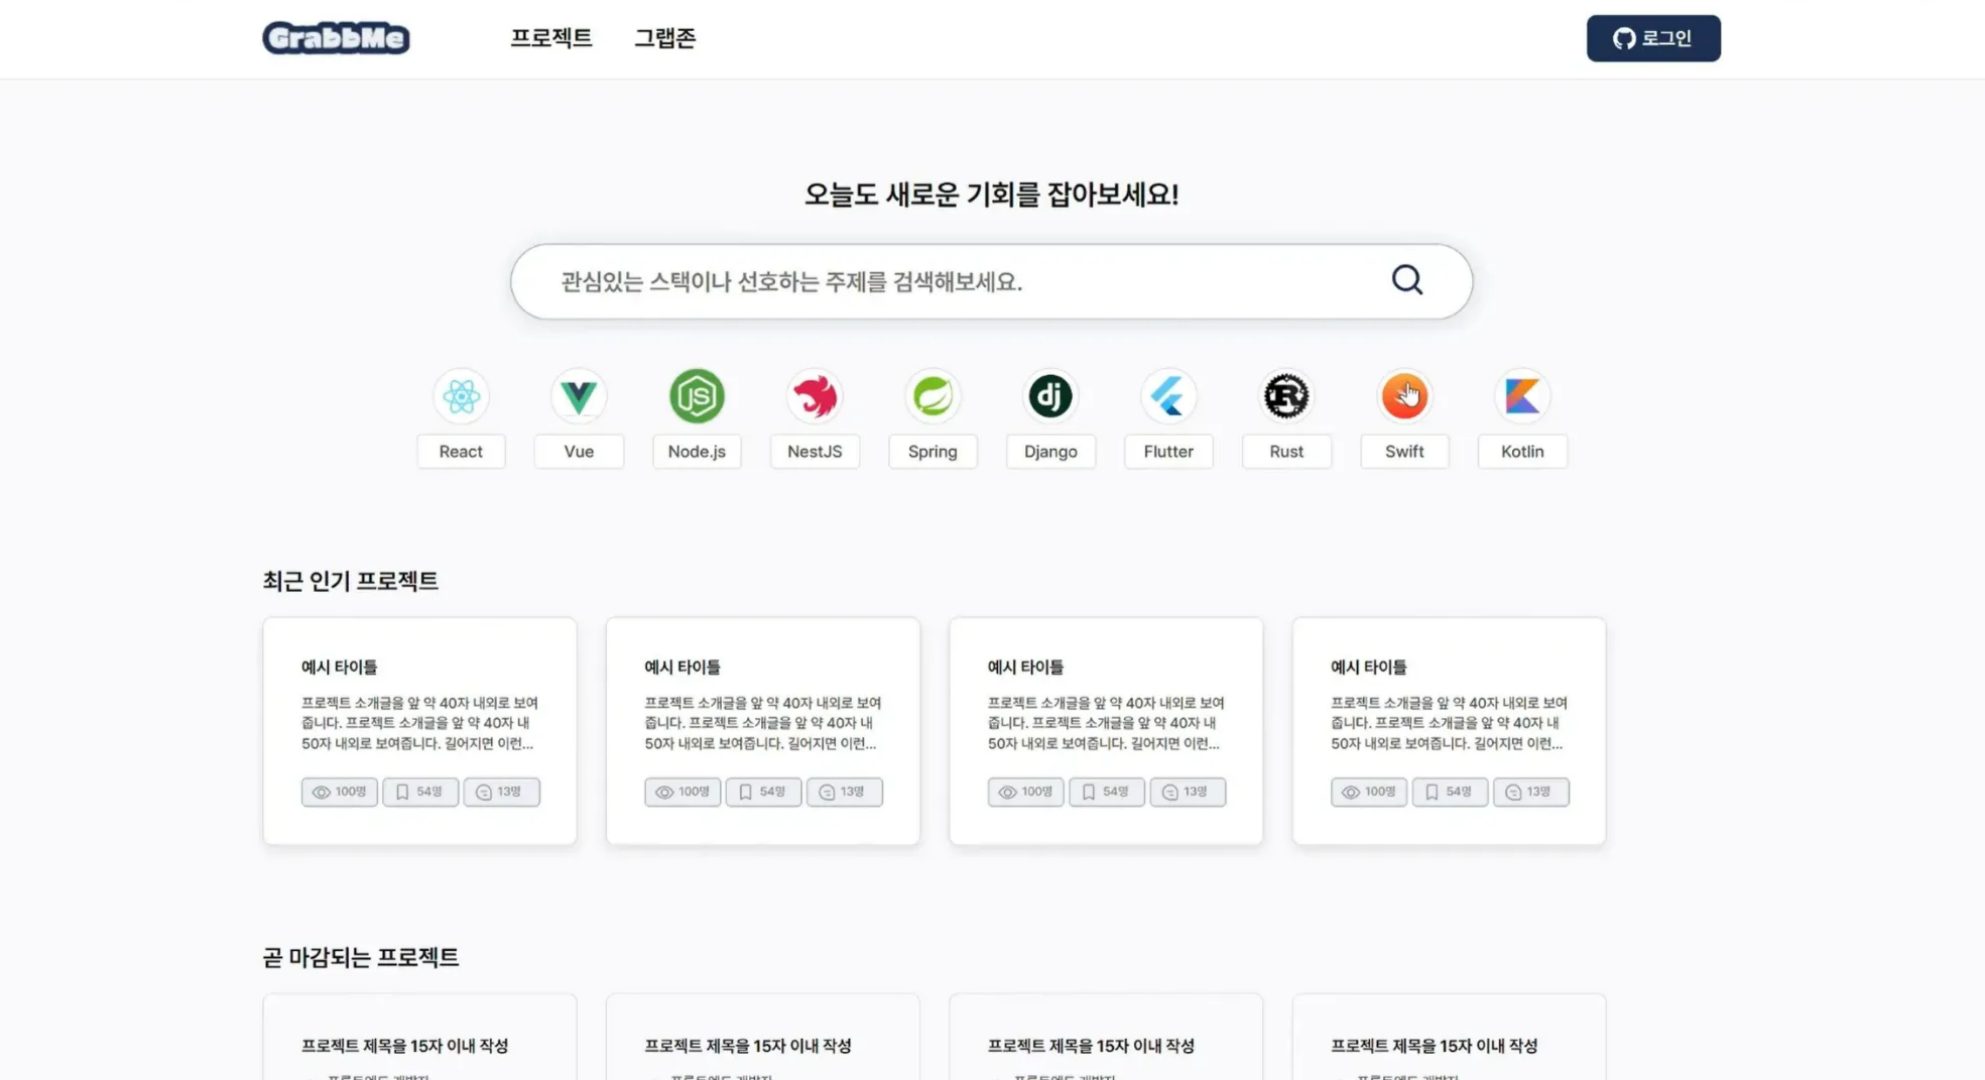 GrabbMe
프로젝트
그랩존
로그인
오늘도 새로운 기회를 잡아보세요!
관심있는 스택이나 선호하는 주제를 검색해보세요.
JS
dj
R
React
Vue
Node.js
NestJS
Spring
Django
Flutter
Rust
Swift
Kotlin
최근 인기 프로젝트
예시 타이틀
프로젝트 소개글을 앞 약 40자 내외로 보여
줍니다. 프로젝트 소개글을 앞 약 40자 내
50자 내외로 보여줍니다. 길어지면 이런...
100명
54명
13명
예시 타이틀
프로젝트 소개글을 앞 약 40자 내외로 보여
줍니다. 프로젝트 소개글을 앞 약 40자 내
50자 내외로 보여줍니다. 길어지면 이런...
100명
54명
13명
예시 타이틀
프로젝트 소개글을 앞 약 40자 내외로 보여
줍니다. 프로젝트 소개글을 앞 약 40자 내
50자 내외로 보여줍니다. 길어지면 이런...
100명
54명
13명
예시 타이틀
프로젝트 소개글을 앞 약 40자 내외로 보여
줍니다. 프로젝트 소개글을 앞 약 40자 내
50자 내외로 보여줍니다. 길어지면 이런...
100명
54명
13명
곧 마감되는 프로젝트
프로젝트 제목을 15자 이내 작성
프로젝트 제목을 15자 이내 작성
프로젝트 제목을 15자 이내 작성
프로젝트 제목을 15자 이내 작성